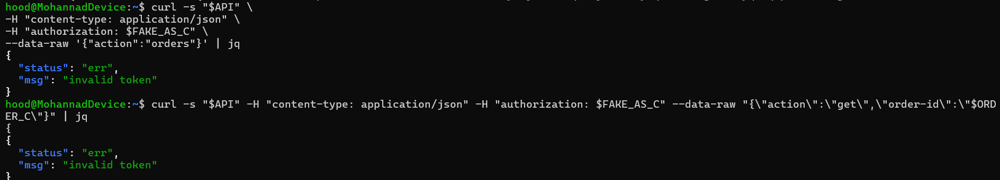 hood@MohannadDevice:~$ curl -s "$API" \
-H "content-type: application/json" \
-H "authorization: $FAKE_AS_C" \
--data-raw '{"action":"orders"}' | jq
{
  "status": "err",
  "msg": "invalid token"
}
hood@MohannadDevice:~$ curl -s "$API" -H "content-type: application/json" -H "authorization: $FAKE_AS_C" --data-raw "{\"action\":\"get\",\"order-id\":\"$ORD
ER_C\"}" | jq
{
{
  "status": "err",
  "msg": "invalid token"
}